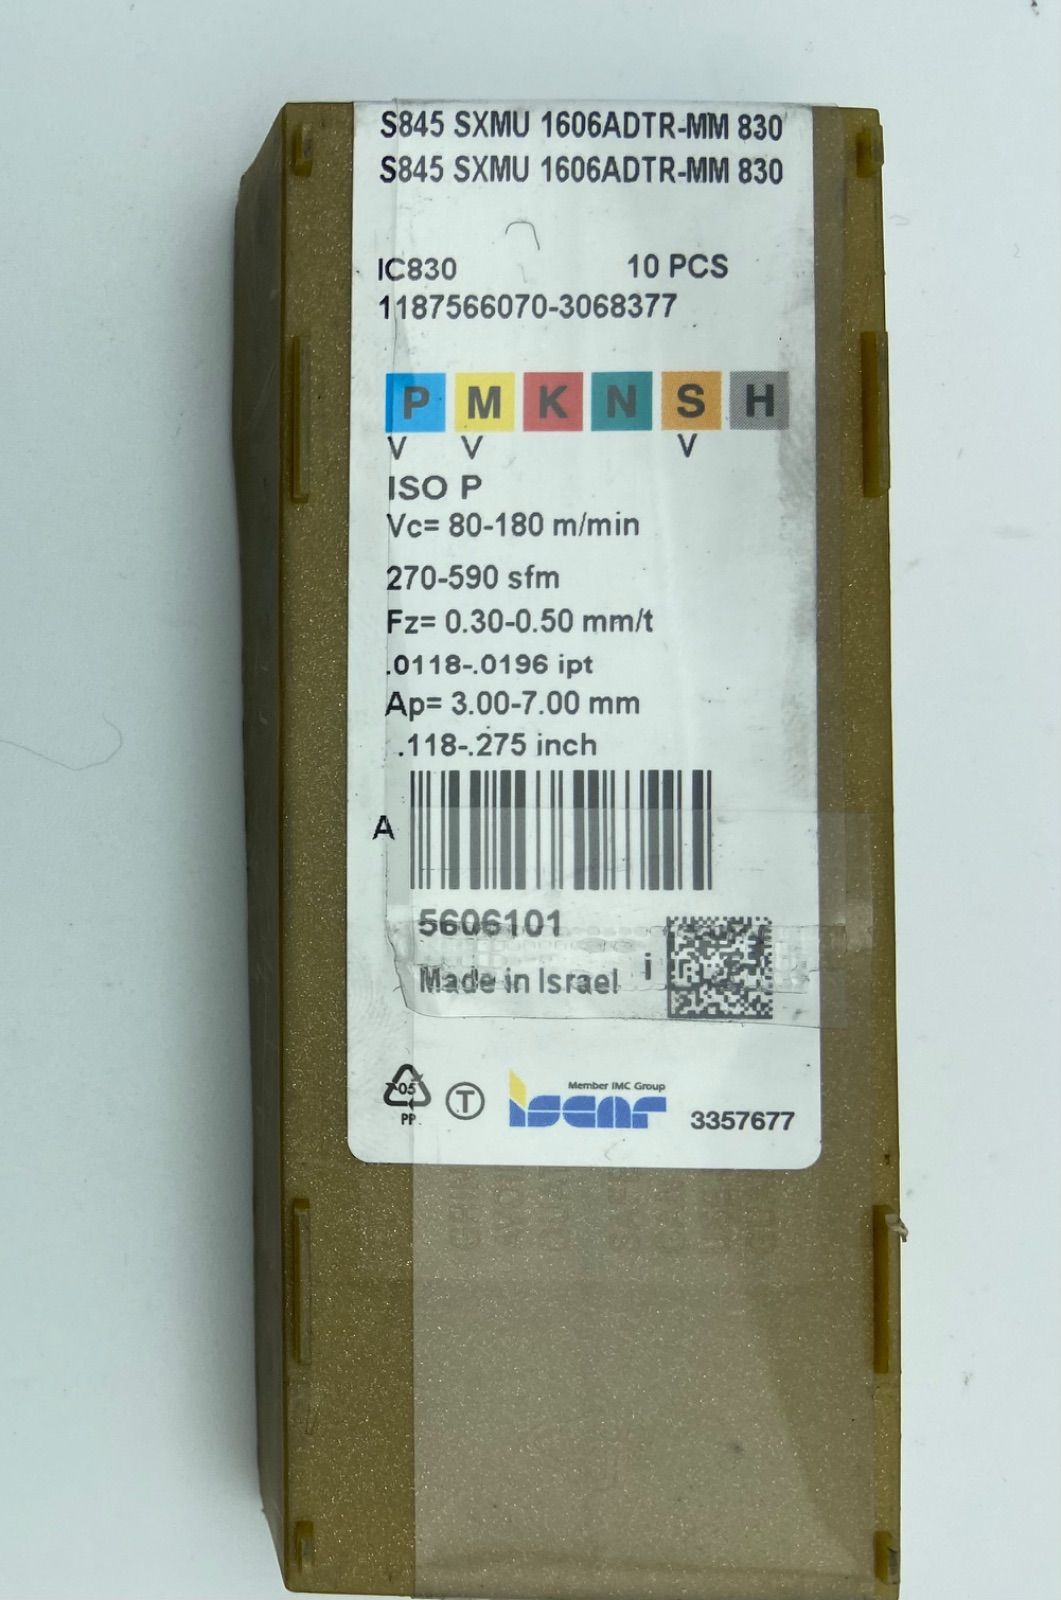 S845 SXMU 1606ADTR-MM 830
S845 SXMU 1606ADTR-MM 830
IC830 10 PCS
1187566070-3068377
P M K N S H
V V V
ISO P
Vc= 80-180 m/min
270-590 sfm
Fz= 0.30-0.50 mm/t
.0118-.0196 ipt
Ap= 3.00-7.00 mm
.118-.275 inch
A
5606101
Made in Israel i
05
PP
T
Member IMC Group
iscar
3357677